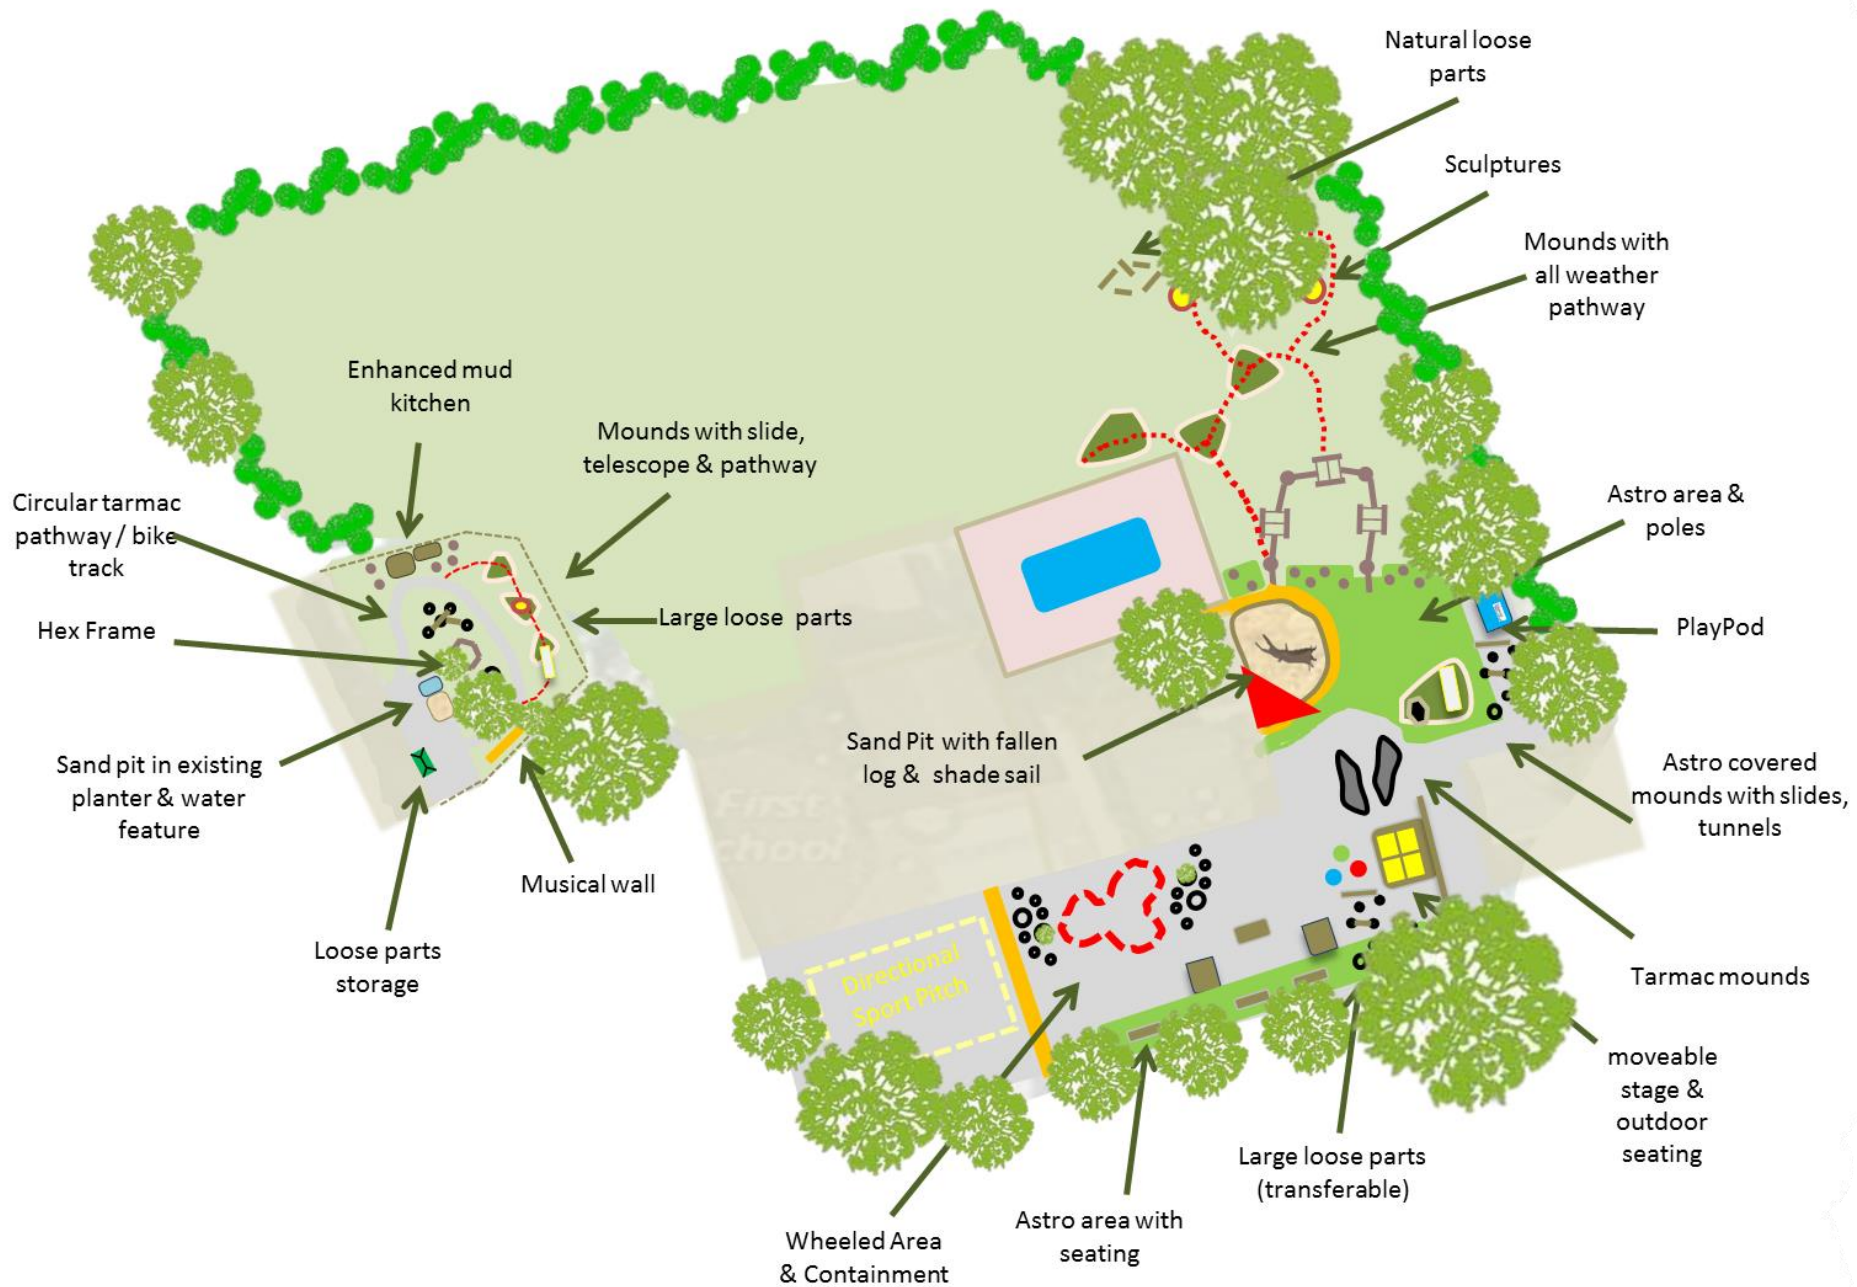 Natural loose
parts
Sculptures
Mounds with
all weather
pathway
Enhanced mud
kitchen
Mounds with slide,
telescope & pathway
Circular tarmac
pathway / bike
track
Astro area &
poles
Hex Frame
Large loose parts
PlayPod
Sand pit in existing
planter & water
feature
Sand Pit with fallen
log & shade sail
Astro covered
mounds with slides,
tunnels
First
School
Musical wall
Loose parts
storage
Directional
Sport Pitch
Tarmac mounds
moveable
stage &
outdoor
seating
Large loose parts
(transferable)
Astro area with
seating
Wheeled Area
& Containment